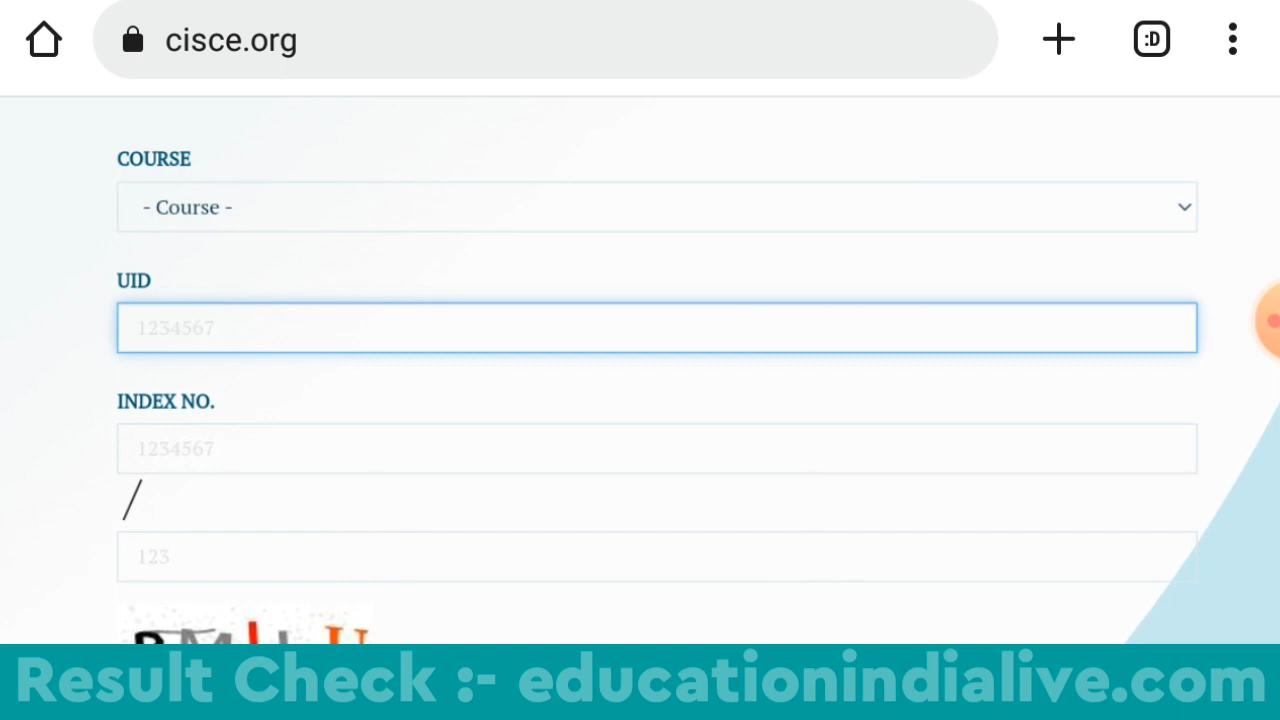 cisce.org
:D
COURSE
- Course -
UID
1234567
INDEX NO.
1234567
/
123
Result Check :- educationindialive.com